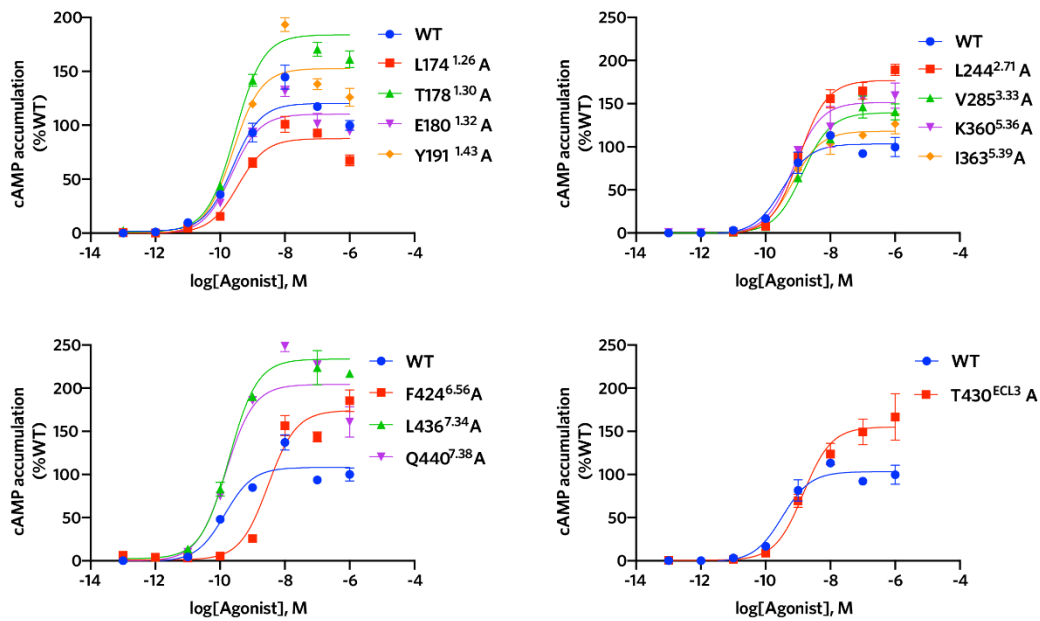 200
150
100
50
0
cAMP accumulation
(%WT)
-14 -12 -10 -8 -6 -4
log[Agonist], M
WT
L174 1.26 A
T178 1.30 A
E180 1.32 A
Y191 1.43 A
250
200
150
100
50
0
cAMP accumulation
(%WT)
-14 -12 -10 -8 -6 -4
log[Agonist], M
WT
L244 2.71 A
V285 3.33 A
K360 5.36 A
I363 5.39 A
250
200
150
100
50
0
cAMP accumulation
(%WT)
-14 -12 -10 -8 -6 -4
log[Agonist], M
WT
F424 6.56 A
L436 7.34 A
Q440 7.38 A
250
200
150
100
50
0
cAMP accumulation
(%WT)
-14 -12 -10 -8 -6 -4
log[Agonist], M
WT
T430 ECL3 A